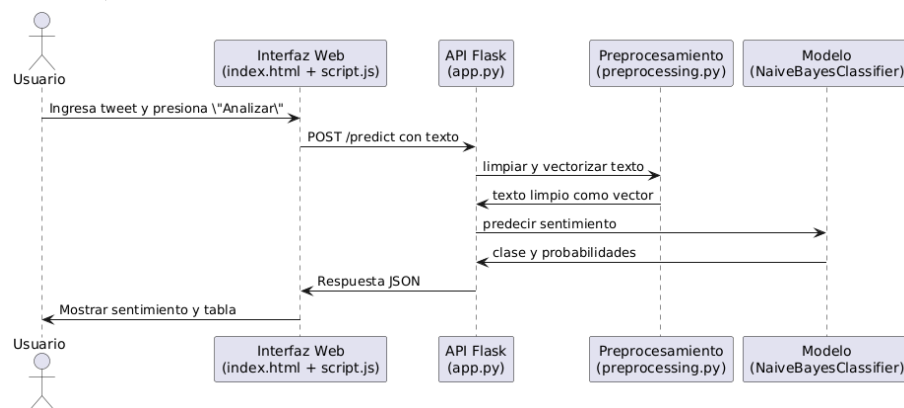 Usuario
Interfaz Web
(index.html + script.js)
API Flask
(app.py)
Preprocesamiento
(preprocessing.py)
Modelo
(NaiveBayesClassifier)
Ingresa tweet y presiona \"Analizar\"
POST /predict con texto
limpiar y vectorizar texto
texto limpio como vector
predecir sentimiento
clase y probabilidades
Respuesta JSON
Mostrar sentimiento y tabla
Usuario
Interfaz Web
(index.html + script.js)
API Flask
(app.py)
Preprocesamiento
(preprocessing.py)
Modelo
(NaiveBayesClassifier)